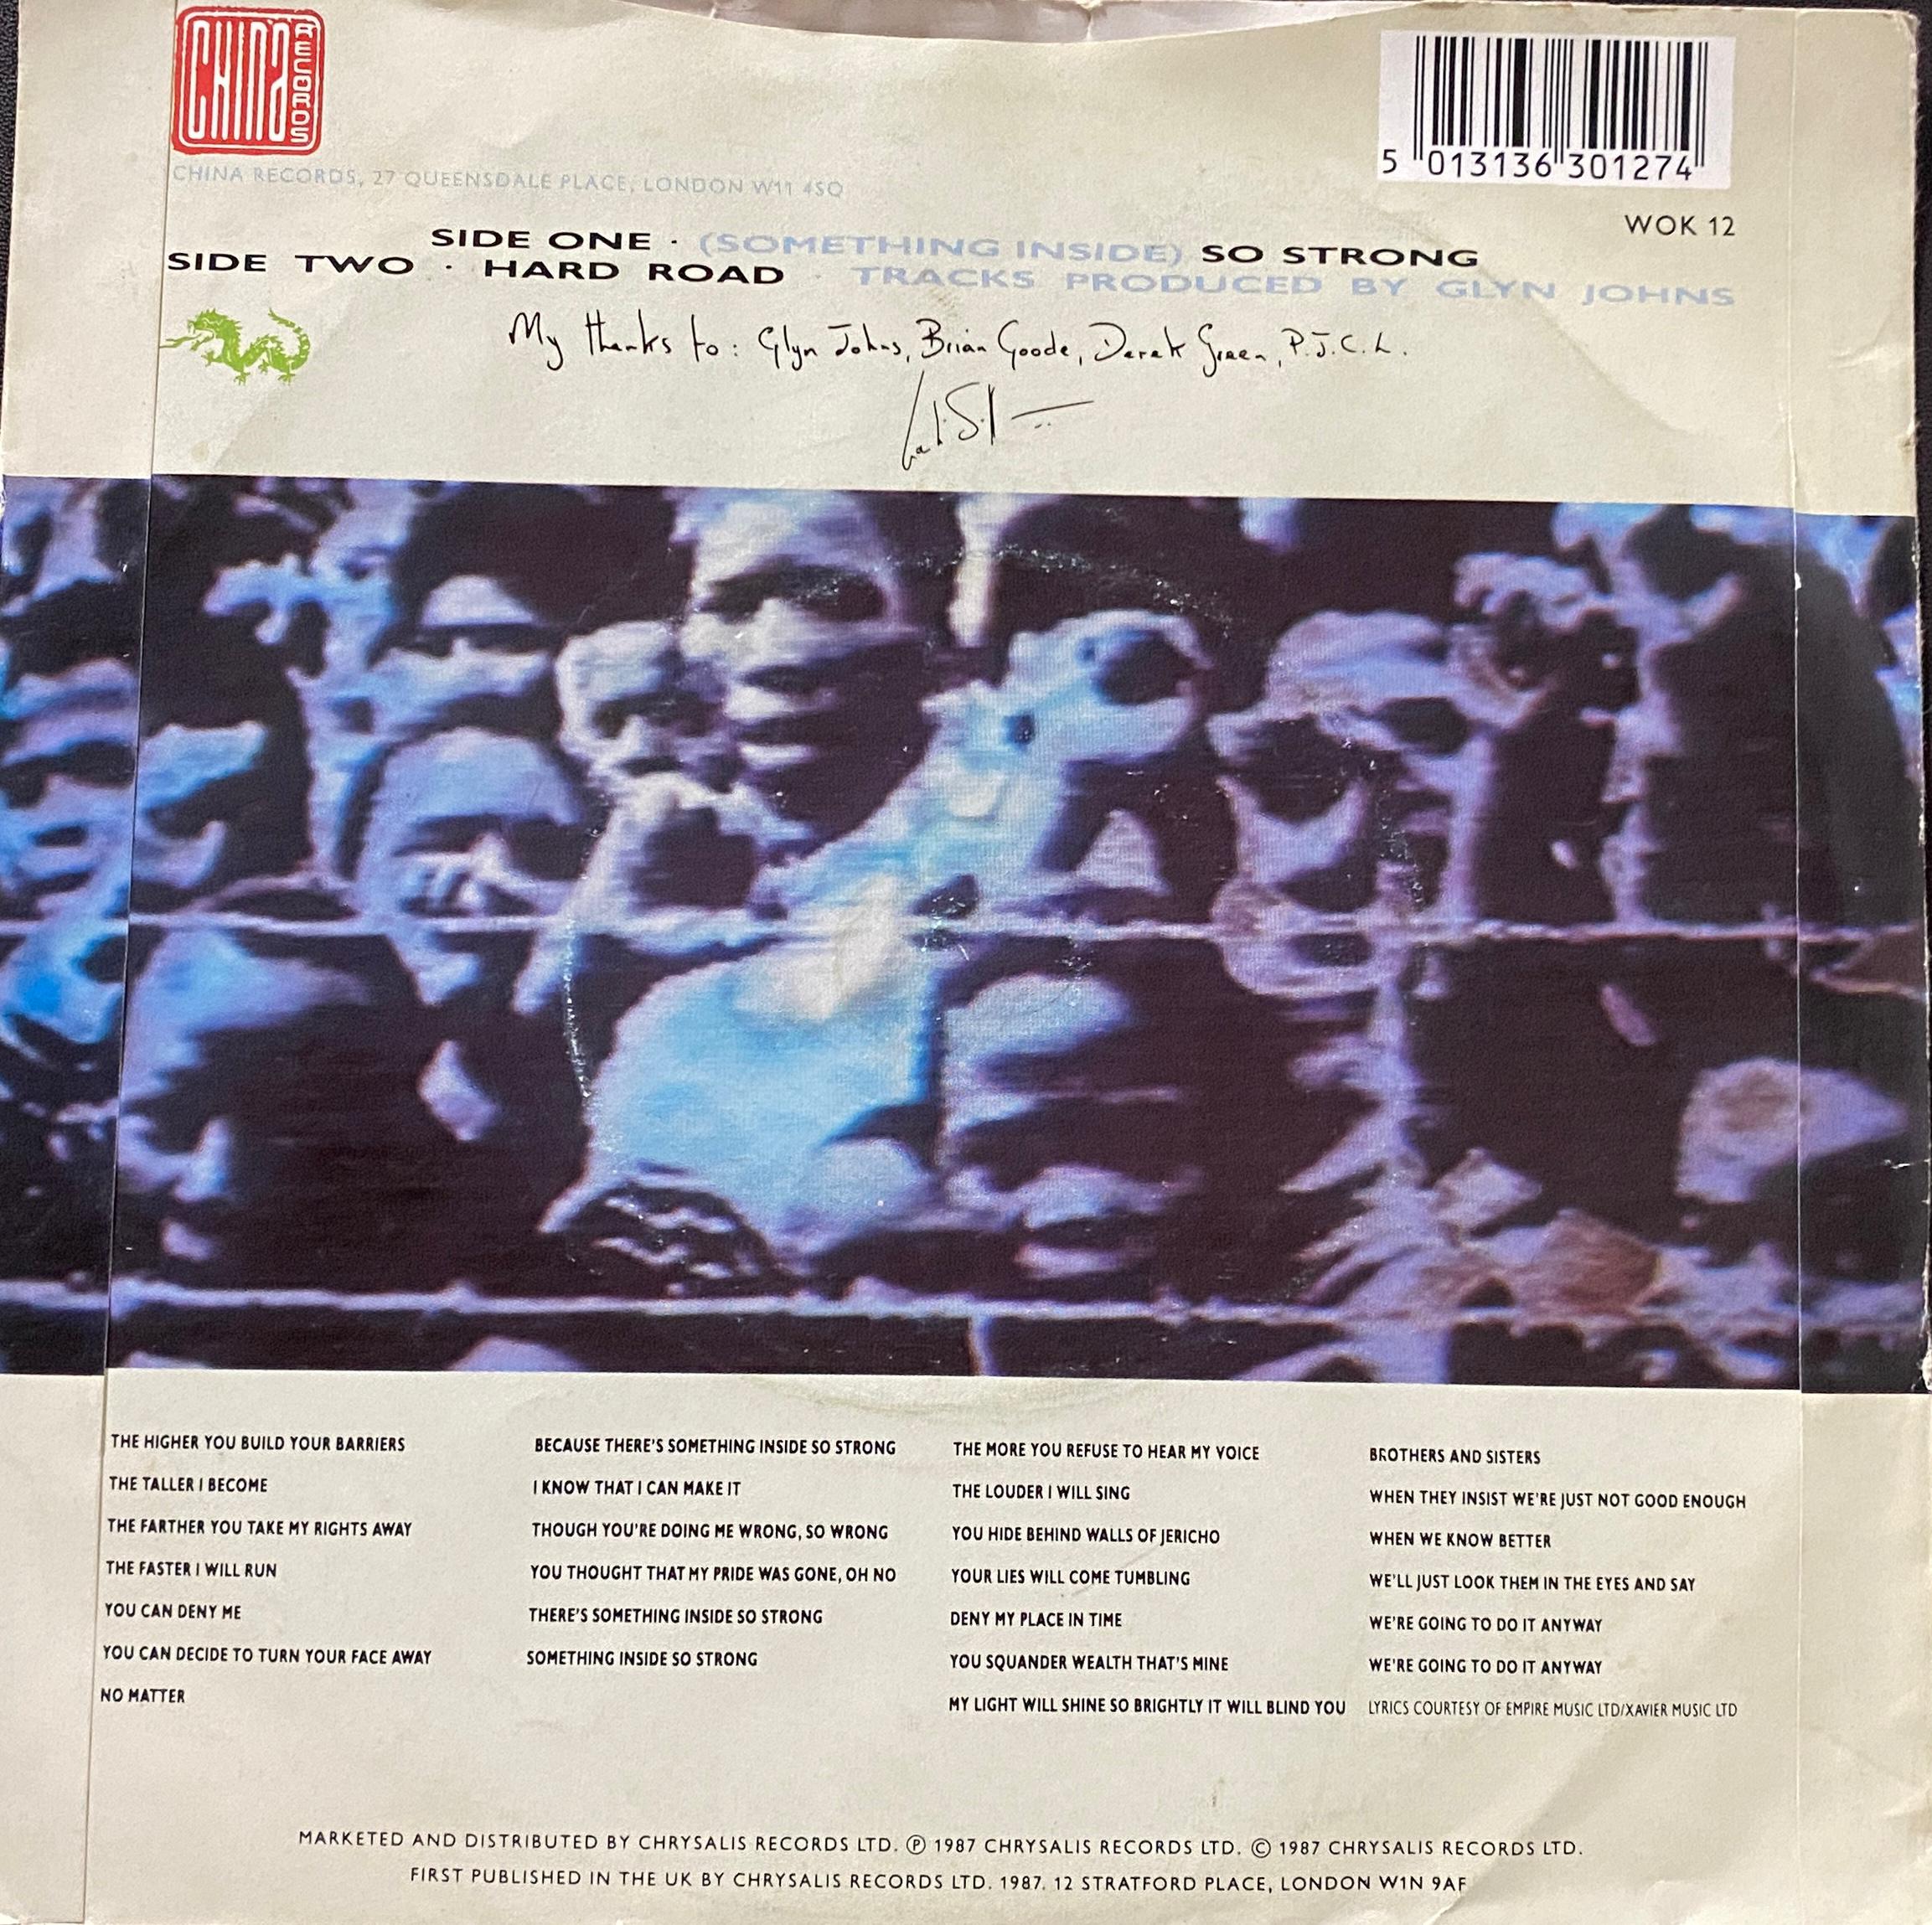 CHINA RECORDS
CHINA RECORDS, 27 QUEENSDALE PLACE, LONDON W11 4SQ
5 013136 301274
WOK 12
SIDE ONE · (SOMETHING INSIDE) SO STRONG
SIDE TWO · HARD ROAD · TRACKS PRODUCED BY GLYN JOHNS
My thanks to: Glyn Johns, Brian Goode, Derek Green, P.J.C.L.
THE HIGHER YOU BUILD YOUR BARRIERS
THE TALLER I BECOME
THE FARTHER YOU TAKE MY RIGHTS AWAY
THE FASTER I WILL RUN
YOU CAN DENY ME
YOU CAN DECIDE TO TURN YOUR FACE AWAY
NO MATTER
BECAUSE THERE'S SOMETHING INSIDE SO STRONG
I KNOW THAT I CAN MAKE IT
THOUGH YOU'RE DOING ME WRONG, SO WRONG
YOU THOUGHT THAT MY PRIDE WAS GONE, OH NO
THERE'S SOMETHING INSIDE SO STRONG
SOMETHING INSIDE SO STRONG
THE MORE YOU REFUSE TO HEAR MY VOICE
THE LOUDER I WILL SING
YOU HIDE BEHIND WALLS OF JERICHO
YOUR LIES WILL COME TUMBLING
DENY MY PLACE IN TIME
YOU SQUANDER WEALTH THAT'S MINE
MY LIGHT WILL SHINE SO BRIGHTLY IT WILL BLIND YOU
BROTHERS AND SISTERS
WHEN THEY INSIST WE'RE JUST NOT GOOD ENOUGH
WHEN WE KNOW BETTER
WE'LL JUST LOOK THEM IN THE EYES AND SAY
WE'RE GOING TO DO IT ANYWAY
WE'RE GOING TO DO IT ANYWAY
LYRICS COURTESY OF EMPIRE MUSIC LTD/XAVIER MUSIC LTD
MARKETED AND DISTRIBUTED BY CHRYSALIS RECORDS LTD. Ⓟ 1987 CHRYSALIS RECORDS LTD. © 1987 CHRYSALIS RECORDS LTD.
FIRST PUBLISHED IN THE UK BY CHRYSALIS RECORDS LTD. 1987. 12 STRATFORD PLACE, LONDON W1N 9AF